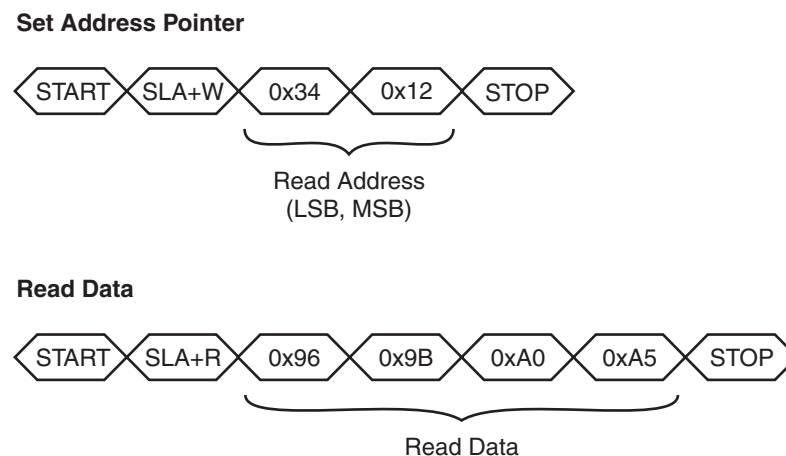 Set Address Pointer
START SLA+W 0x34 0x12 STOP
Read Address
(LSB, MSB)
Read Data
START SLA+R 0x96 0x9B 0xA0 0xA5 STOP
Read Data